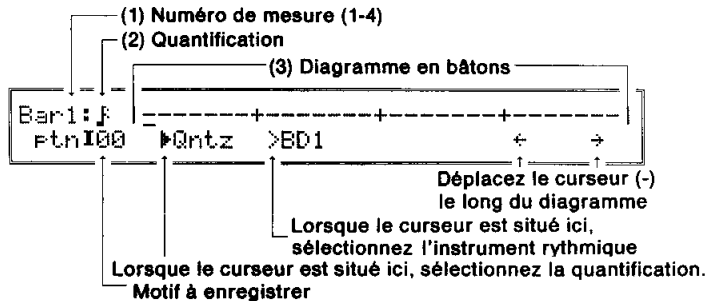 (1) Numéro de mesure (1-4)
(2) Quantification
(3) Diagramme en bâtons
Bar1:♪ -------+-------+-------+-------
ptnI00 ▶Qntz >BD1 ← →
Déplacez le curseur (-)
le long du diagramme
Lorsque le curseur est situé ici,
sélectionnez l'instrument rythmique
Lorsque le curseur est situé ici, sélectionnez la quantification.
Motif à enregistrer